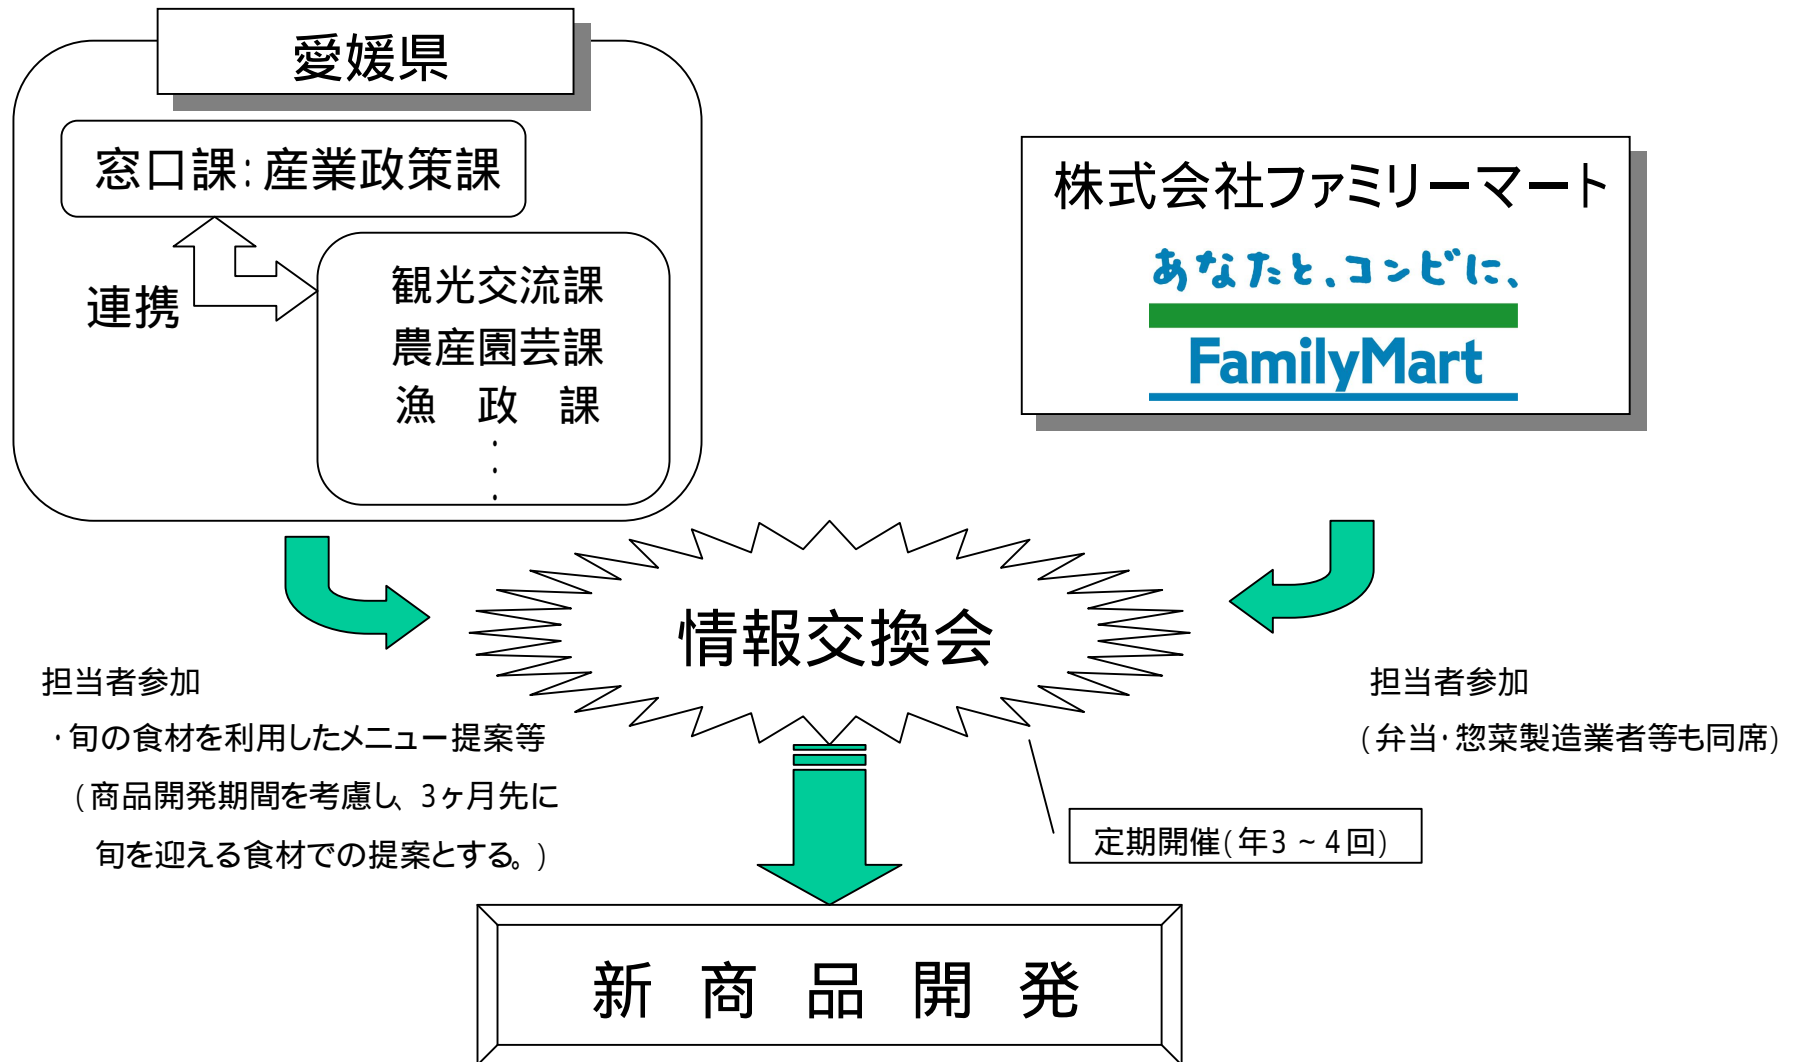 愛媛県
窓口課:産業政策課
連携
観光交流課
農産園芸課
漁 政 課
・
・
・
株式会社ファミリーマート
あなたと、コンビに、
FamilyMart
情報交換会
担当者参加
・旬の食材を利用したメニュー提案等
(商品開発期間を考慮し、3ヶ月先に
旬を迎える食材での提案とする。)
担当者参加
(弁当・惣菜製造業者等も同席)
定期開催(年3~4回)
新 商 品 開 発